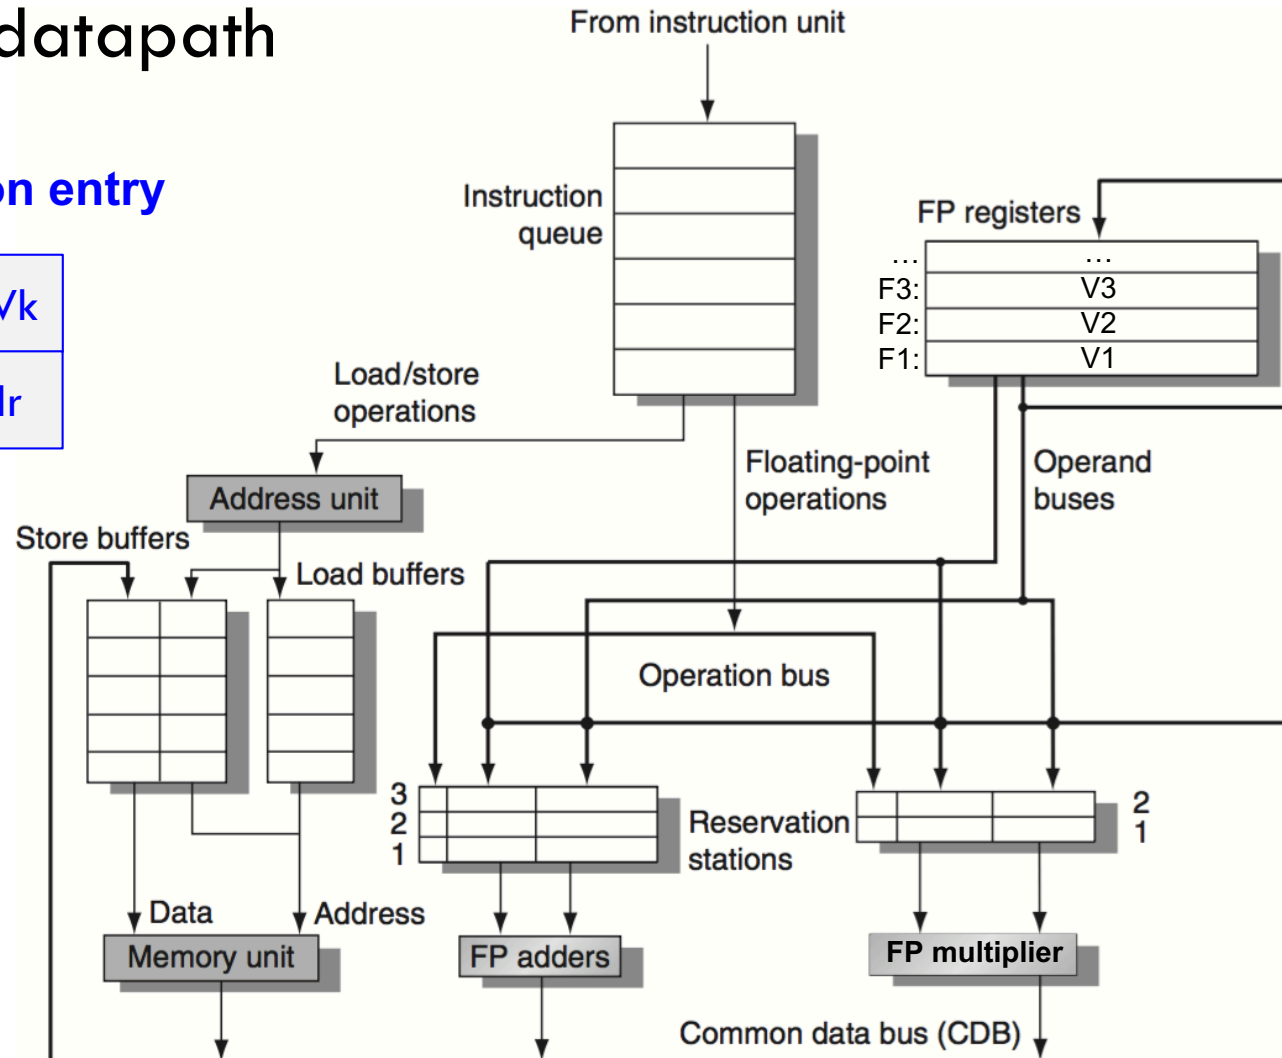 datapath
From instruction unit
on entry
Instruction
queue
FP registers
... ...
F3: V3
F2: V2
F1: V1
Vk
dr
Load/store
operations
Floating-point
operations
Operand
buses
Address unit
Store buffers
Load buffers
Operation bus
3
2
1
Reservation
stations
2
1
Data
Address
Memory unit
FP adders
FP multiplier
Common data bus (CDB)